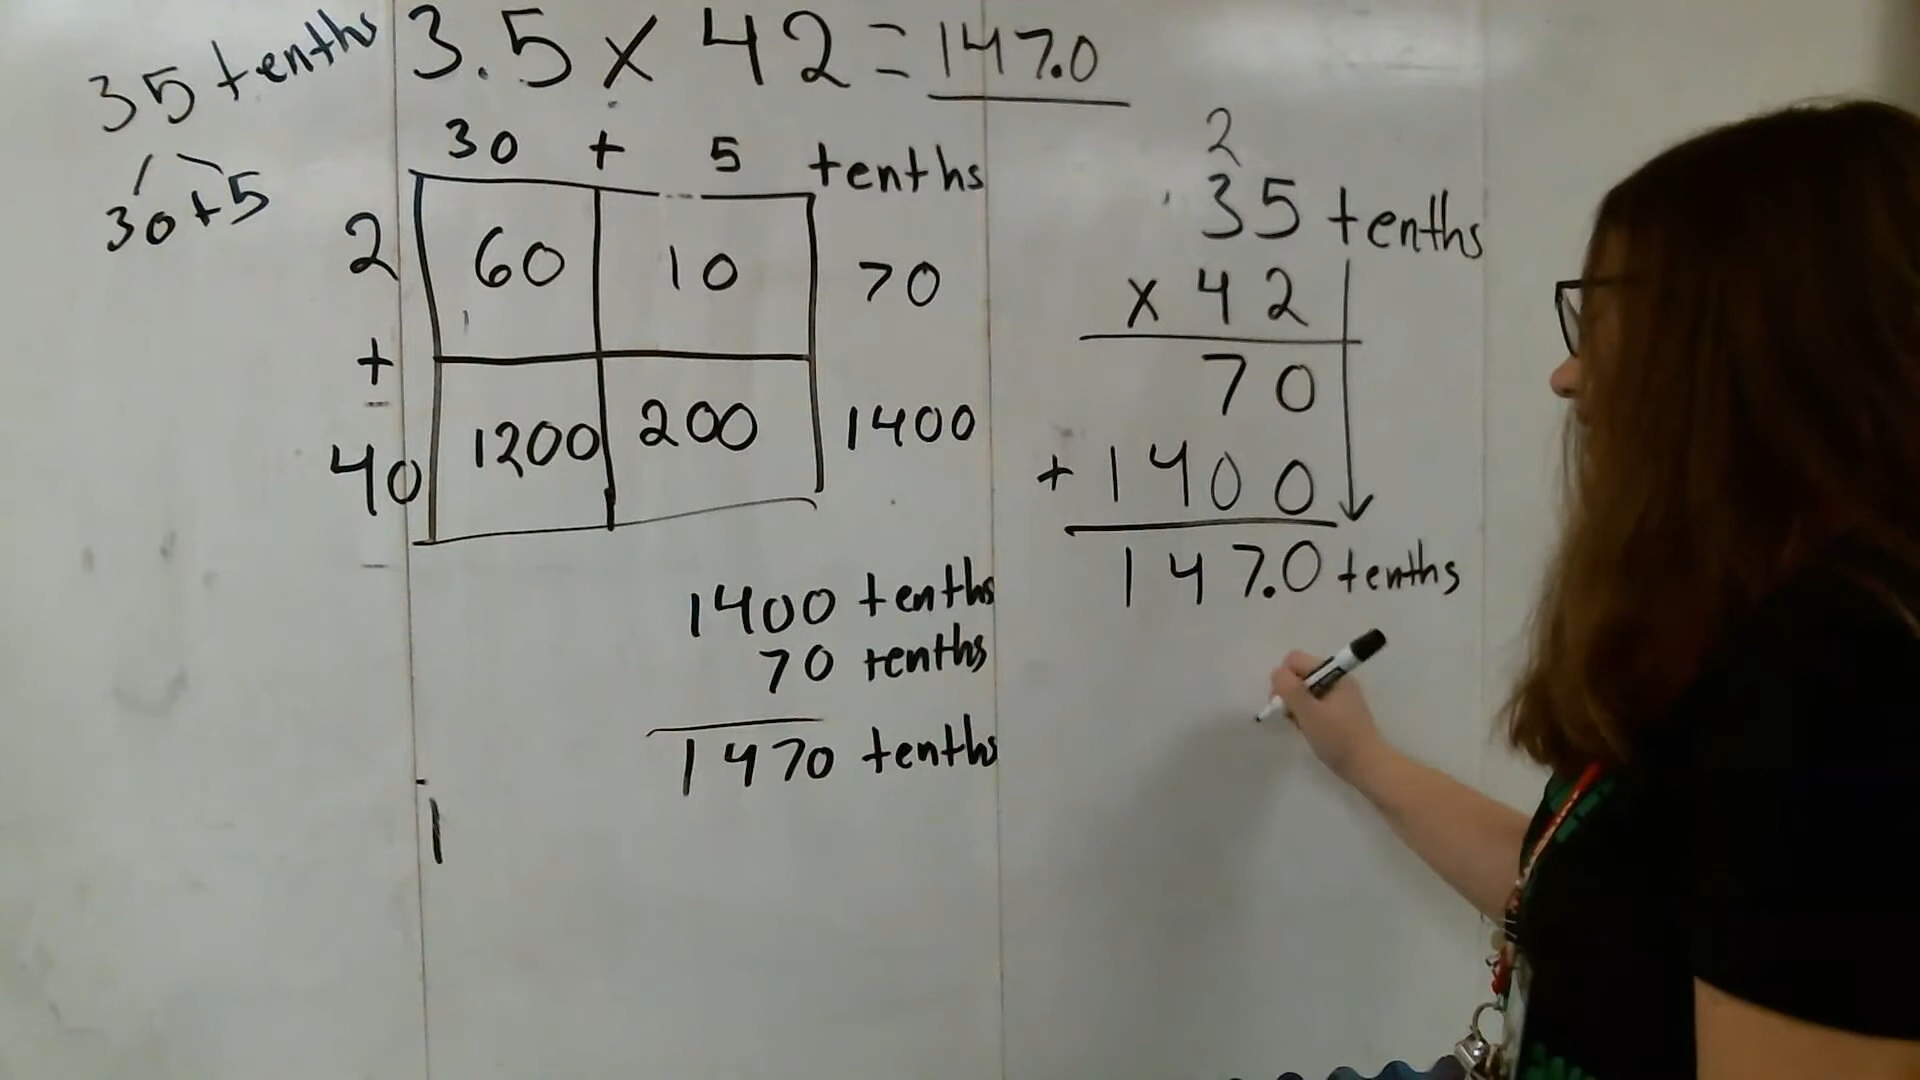 35 tenths
30 + 5
3.5 x 42 = 147.0
30 + 5 tenths
2 60 10 70
+
40 1200 200 1400
1400 tenths
70 tenths
1470 tenths
1
2
35 tenths
x 42
70
+ 1400
147.0 tenths